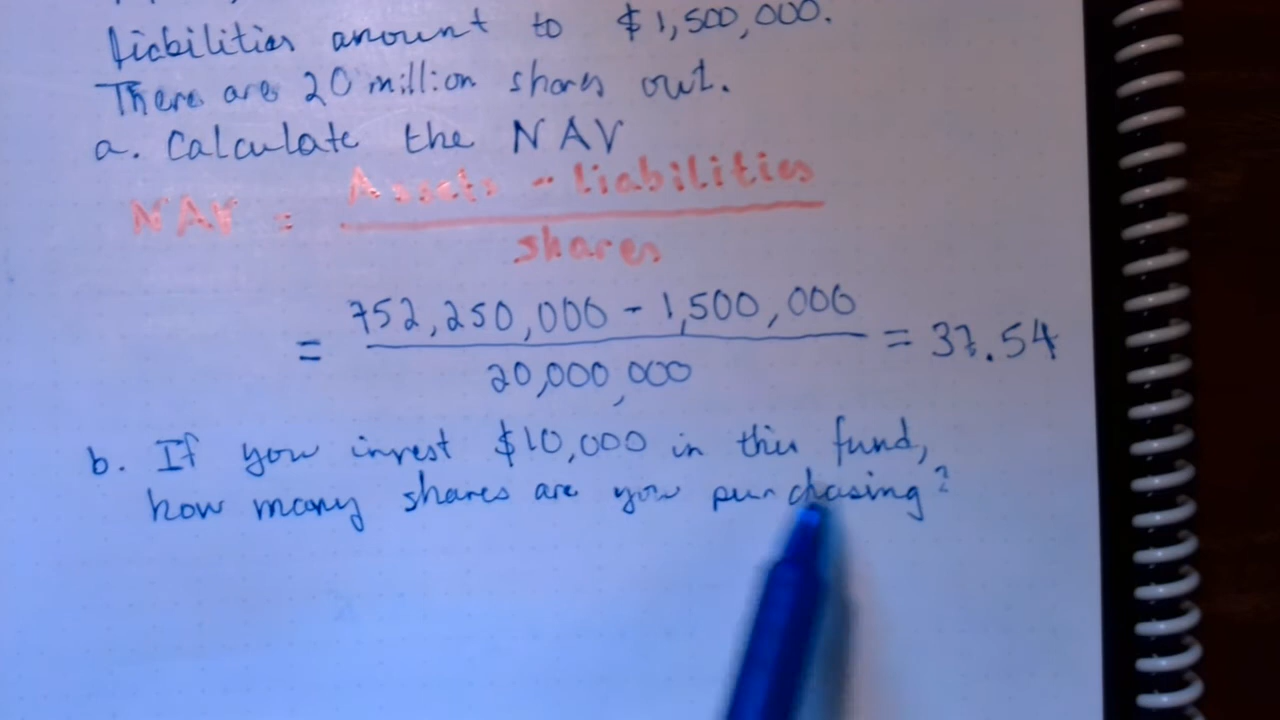 liabilities amount to $1,500,000.
There are 20 million shares out.
a. Calculate the NAV
NAV = Assets - Liabilities
shares
= 752,250,000 - 1,500,000 = 37.54
20,000,000
b. If you invest $10,000 in this fund,
how many shares are you purchasing?